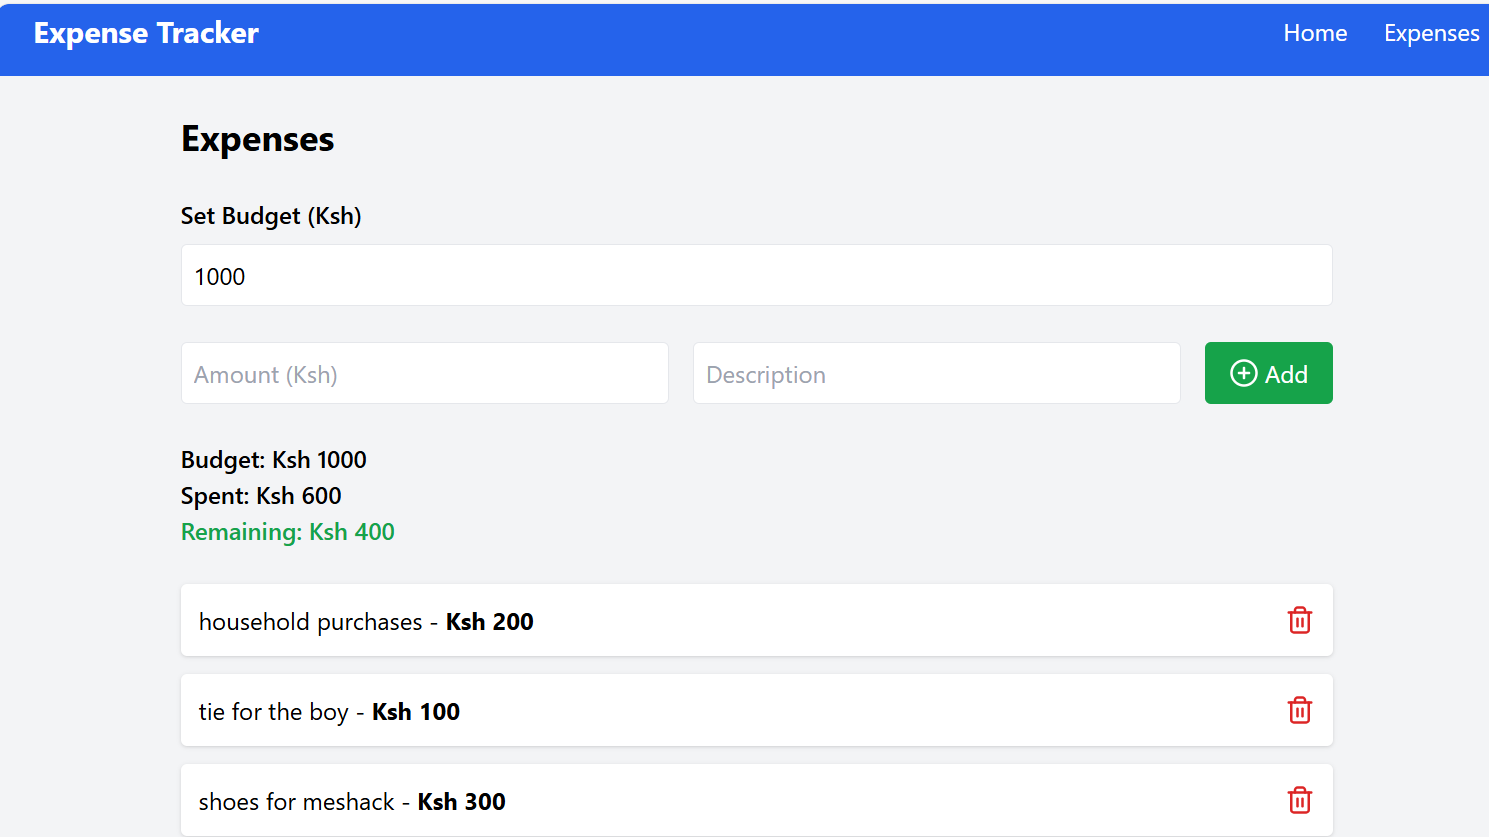 Expense Tracker
Home
Expenses
Expenses
Set Budget (Ksh)
1000
Amount (Ksh)
Description
Add
Budget: Ksh 1000
Spent: Ksh 600
Remaining: Ksh 400
household purchases - Ksh 200
tie for the boy - Ksh 100
shoes for meshack - Ksh 300